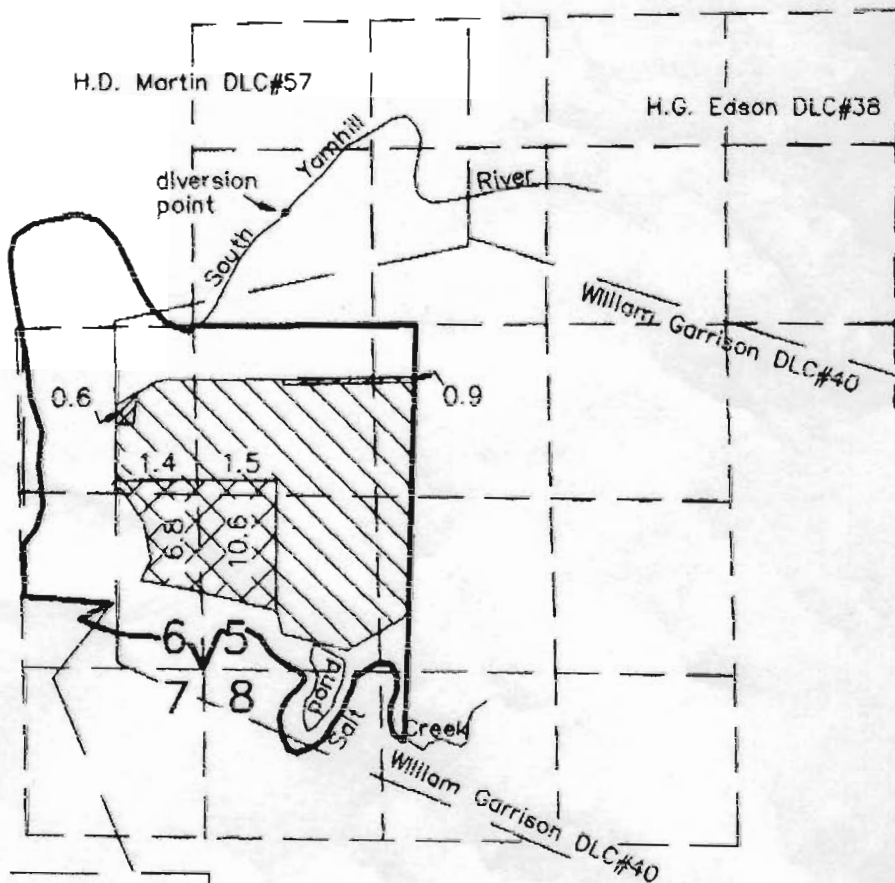 H.D. Martin DLC#57
H.G. Edson DLC#38
South Yamhill River
diversion
point
William Garrison DLC#40
0.6
0.9
1.4
1.5
6.8
10.6
6 5
7 8
pond
Salt Creek
William Garrison DLC#40